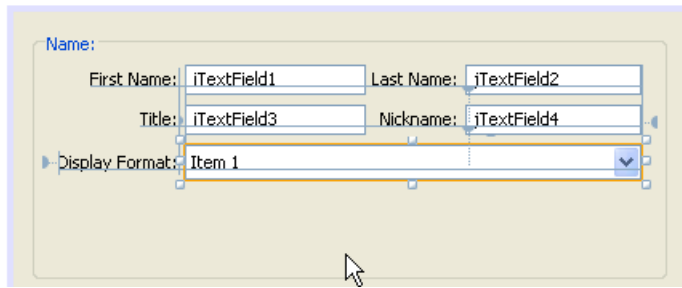 Name:
First Name: jTextField1 Last Name: jTextField2
Title: jTextField3 Nickname: jTextField4
Display Format: Item 1